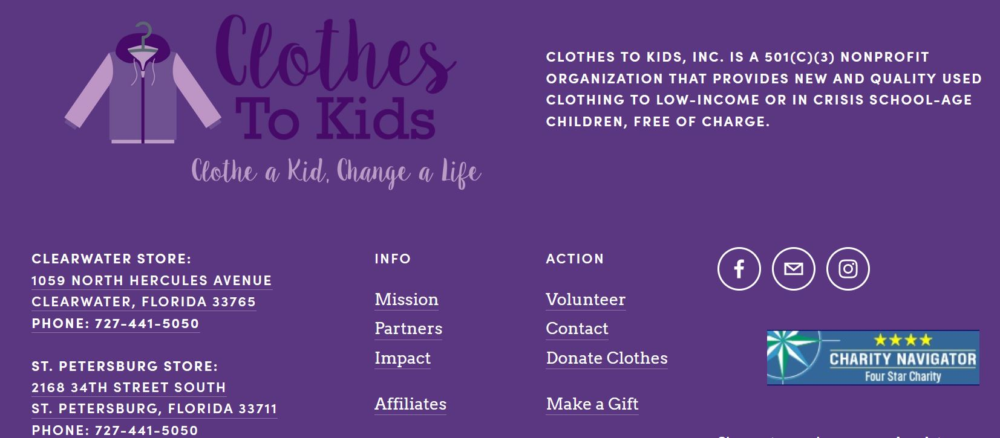 Clothes
To Kids
Clothe a Kid, Change a Life
CLOTHES TO KIDS, INC. IS A 501(C)(3) NONPROFIT
ORGANIZATION THAT PROVIDES NEW AND QUALITY USED
CLOTHING TO LOW-INCOME OR IN CRISIS SCHOOL-AGE
CHILDREN, FREE OF CHARGE.
CLEARWATER STORE:
1059 NORTH HERCULES AVENUE
CLEARWATER, FLORIDA 33765
PHONE: 727-441-5050
ST. PETERSBURG STORE:
2168 34TH STREET SOUTH
ST. PETERSBURG, FLORIDA 33711
PHONE: 727-441-5050
INFO
Mission
Partners
Impact
Affiliates
ACTION
Volunteer
Contact
Donate Clothes
Make a Gift
CHARITY NAVIGATOR
Four Star Charity